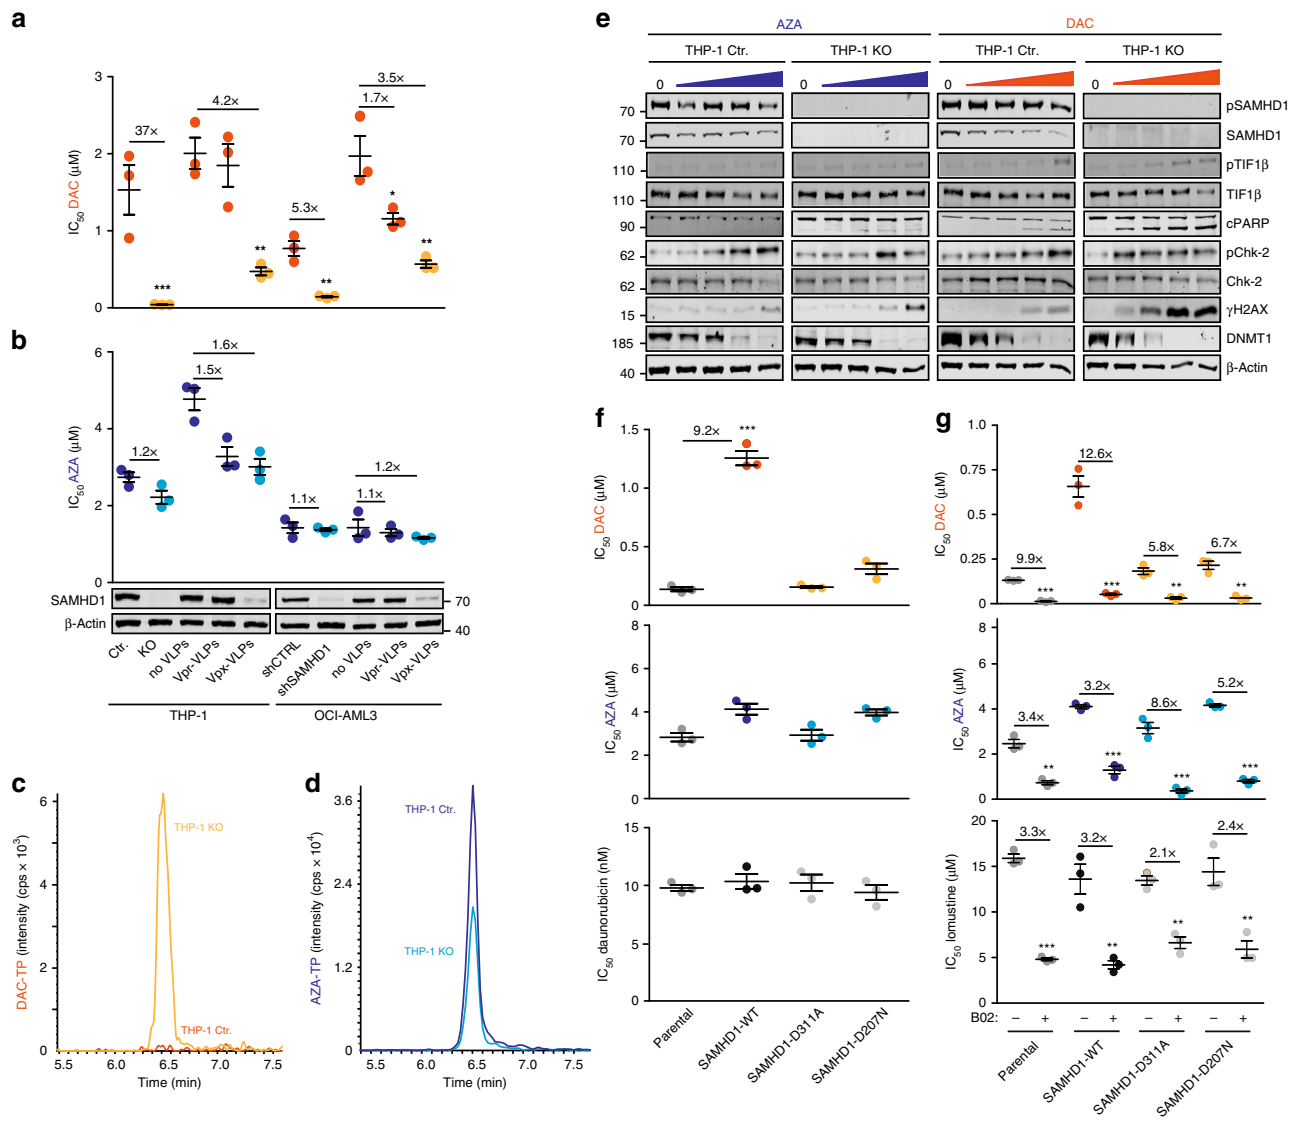 a
IC50 DAC (μM)
3
2
1
0
37×
***
4.2×
**
5.3×
**
3.5×
1.7×
*
**
b
IC50 AZA (μM)
6
4
2
0
1.2×
1.6×
1.5×
1.1×
1.2×
1.1×
SAMHD1
70
β-Actin
40
Ctr.
KO
no VLPs
Vpr-VLPs
Vpx-VLPs
shCTRL
shSAMHD1
no VLPs
Vpr-VLPs
Vpx-VLPs
THP-1
OCI-AML3
c
DAC-TP (intensity (cps × 10³)
6
4
2
0
THP-1 KO
THP-1 Ctr.
5.5 6.0 6.5 7.0 7.5
Time (min)
d
AZA-TP (intensity (cps × 10⁴)
3.6
2.4
1.2
0
THP-1 Ctr.
THP-1 KO
5.5 6.0 6.5 7.0 7.5
Time (min)
e
AZA
DAC
THP-1 Ctr.
THP-1 KO
THP-1 Ctr.
THP-1 KO
0
0
0
0
70
pSAMHD1
70
SAMHD1
110
pTIF1β
110
TIF1β
90
cPARP
62
pChk-2
62
Chk-2
15
γH2AX
185
DNMT1
40
β-Actin
f
IC50 DAC (μM)
1.5
1.0
0.5
0
9.2×
***
IC50 AZA (μM)
8
6
4
2
0
IC50 daunorubicin (nM)
15
10
5
0
Parental
SAMHD1-WT
SAMHD1-D311A
SAMHD1-D207N
g
IC50 DAC (μM)
1.0
0.75
0.5
0.25
0
9.9×
***
12.6×
***
5.8×
**
6.7×
**
IC50 AZA (μM)
8
6
4
2
0
3.4×
**
3.2×
***
8.6×
***
5.2×
***
IC50 lomustine (μM)
20
15
10
5
0
3.3×
***
3.2×
**
2.1×
**
2.4×
**
B02: – + – + – + – +
Parental
SAMHD1-WT
SAMHD1-D311A
SAMHD1-D207N